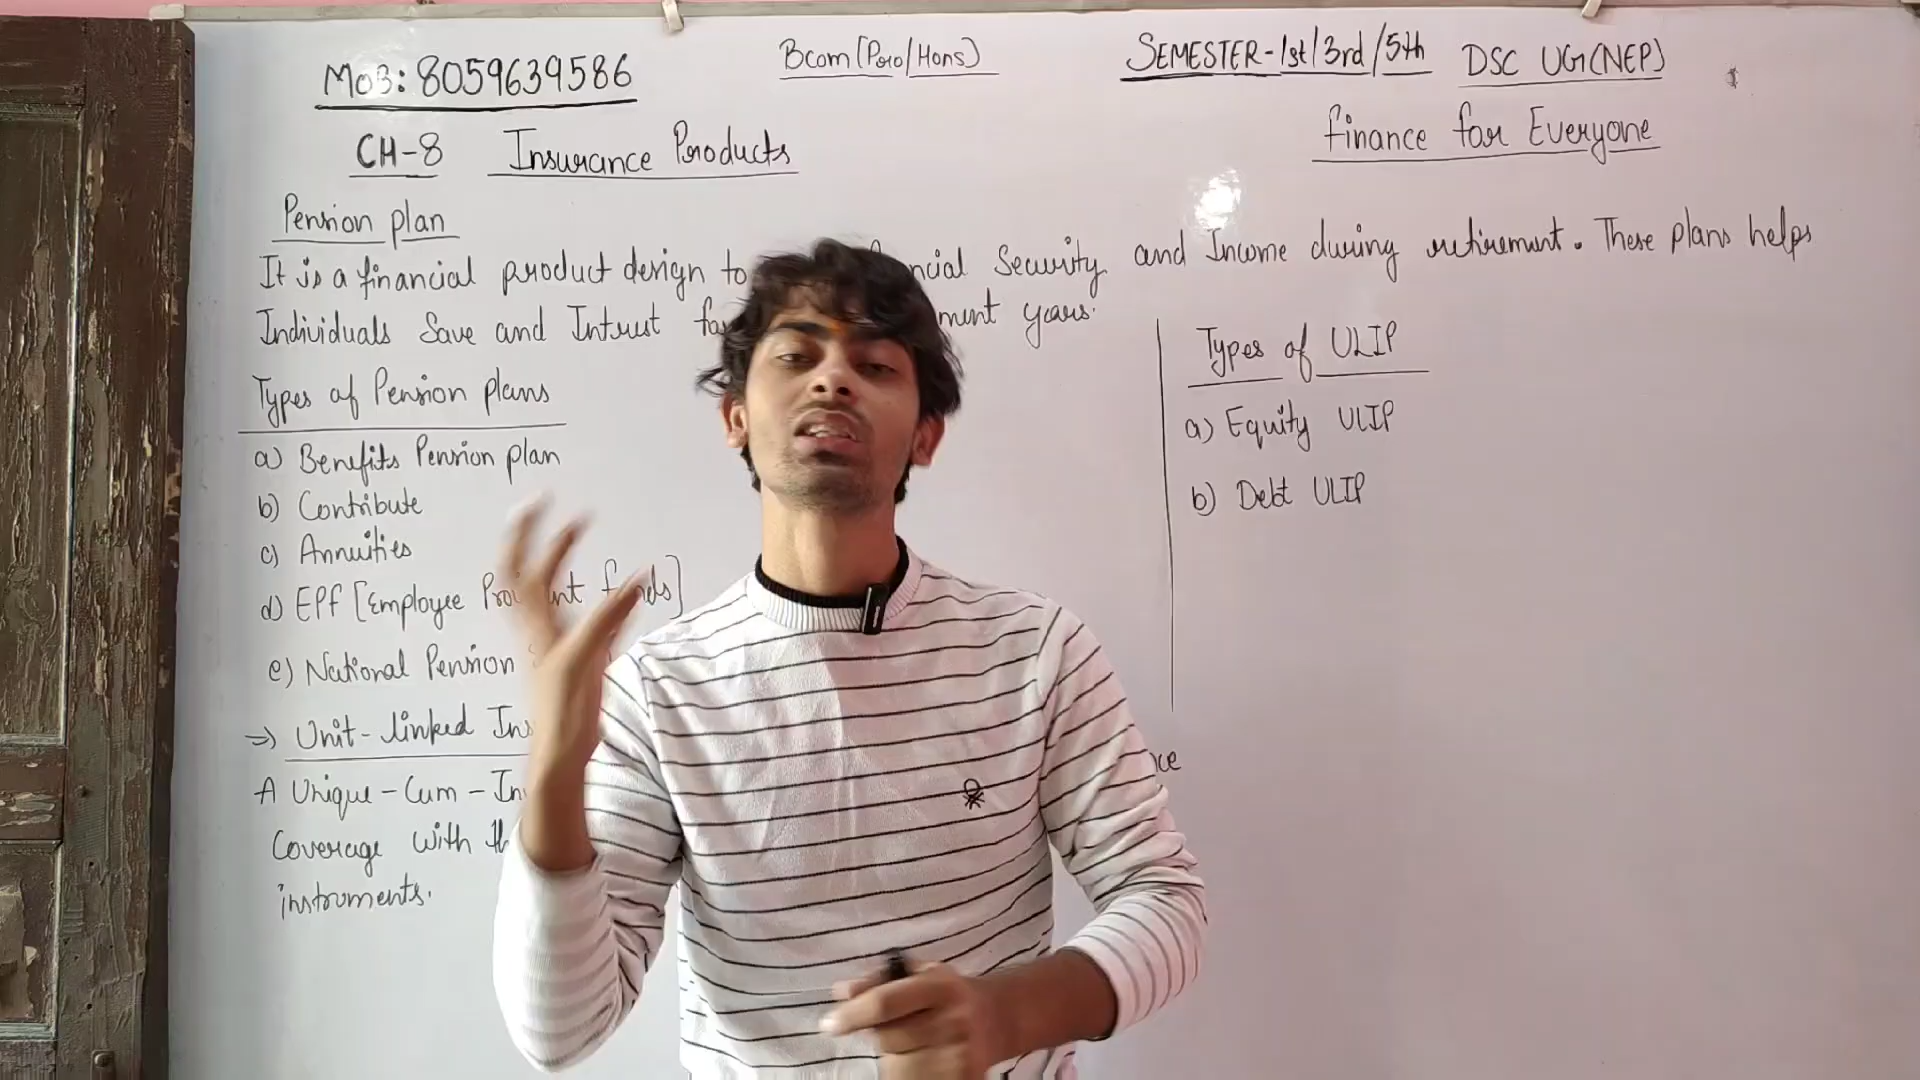 MOB: 8059639586
Bcom (Pro/Hons)
SEMESTER-1st/3rd/5th DSC UG(NEP)
CH-8 Insurance Products
Finance for Everyone
Pension plan
It is a financial product design to Security and Income during retirement. These plans helps
Individuals Save and Intrust years.
Types of Pension plans
a) Benefits Pension plan
b) Contribute
c) Annuities
d) EPF [Employee
e) National Pension
→) Unit-linked
A Unique-Cum-
Coverage with
instruments.
Types of ULIP
a) Equity ULIP
b) Debt ULIP